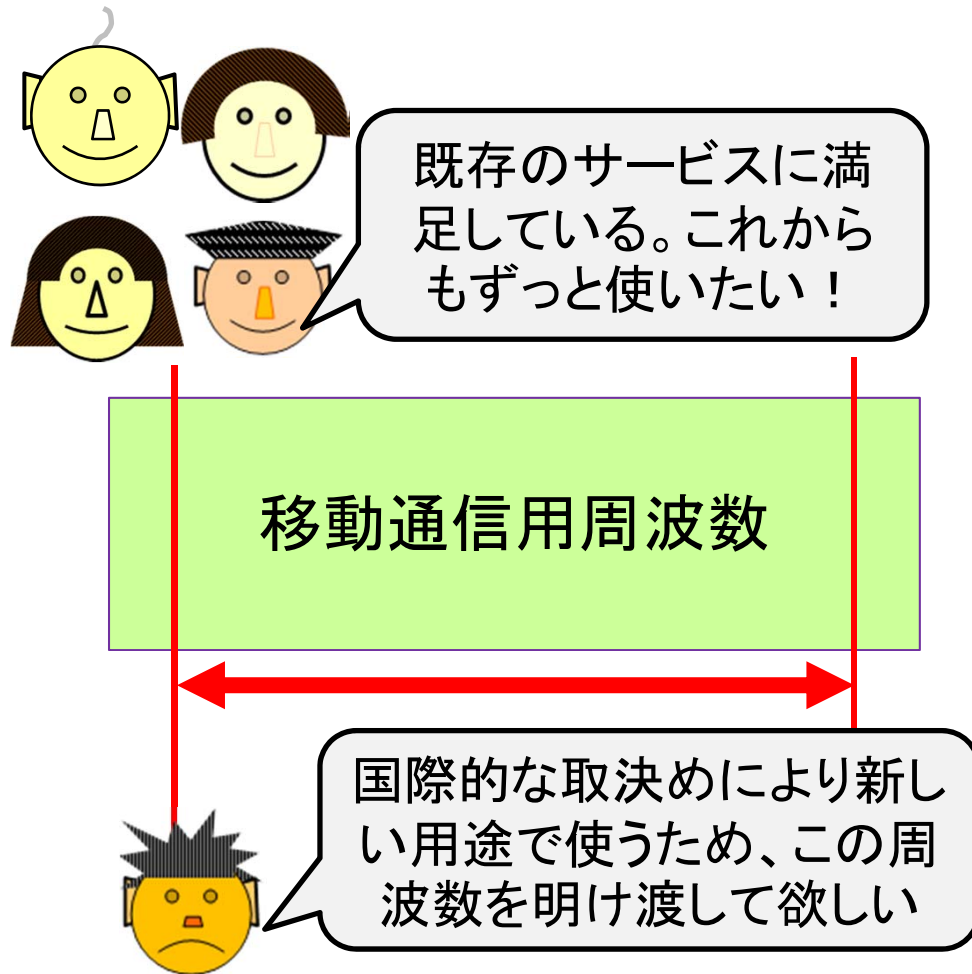 既存のサービスに満
足している。これから
もずっと使いたい！
移動通信用周波数
国際的な取決めにより新し
い用途で使うため、この周
波数を明け渡して欲しい